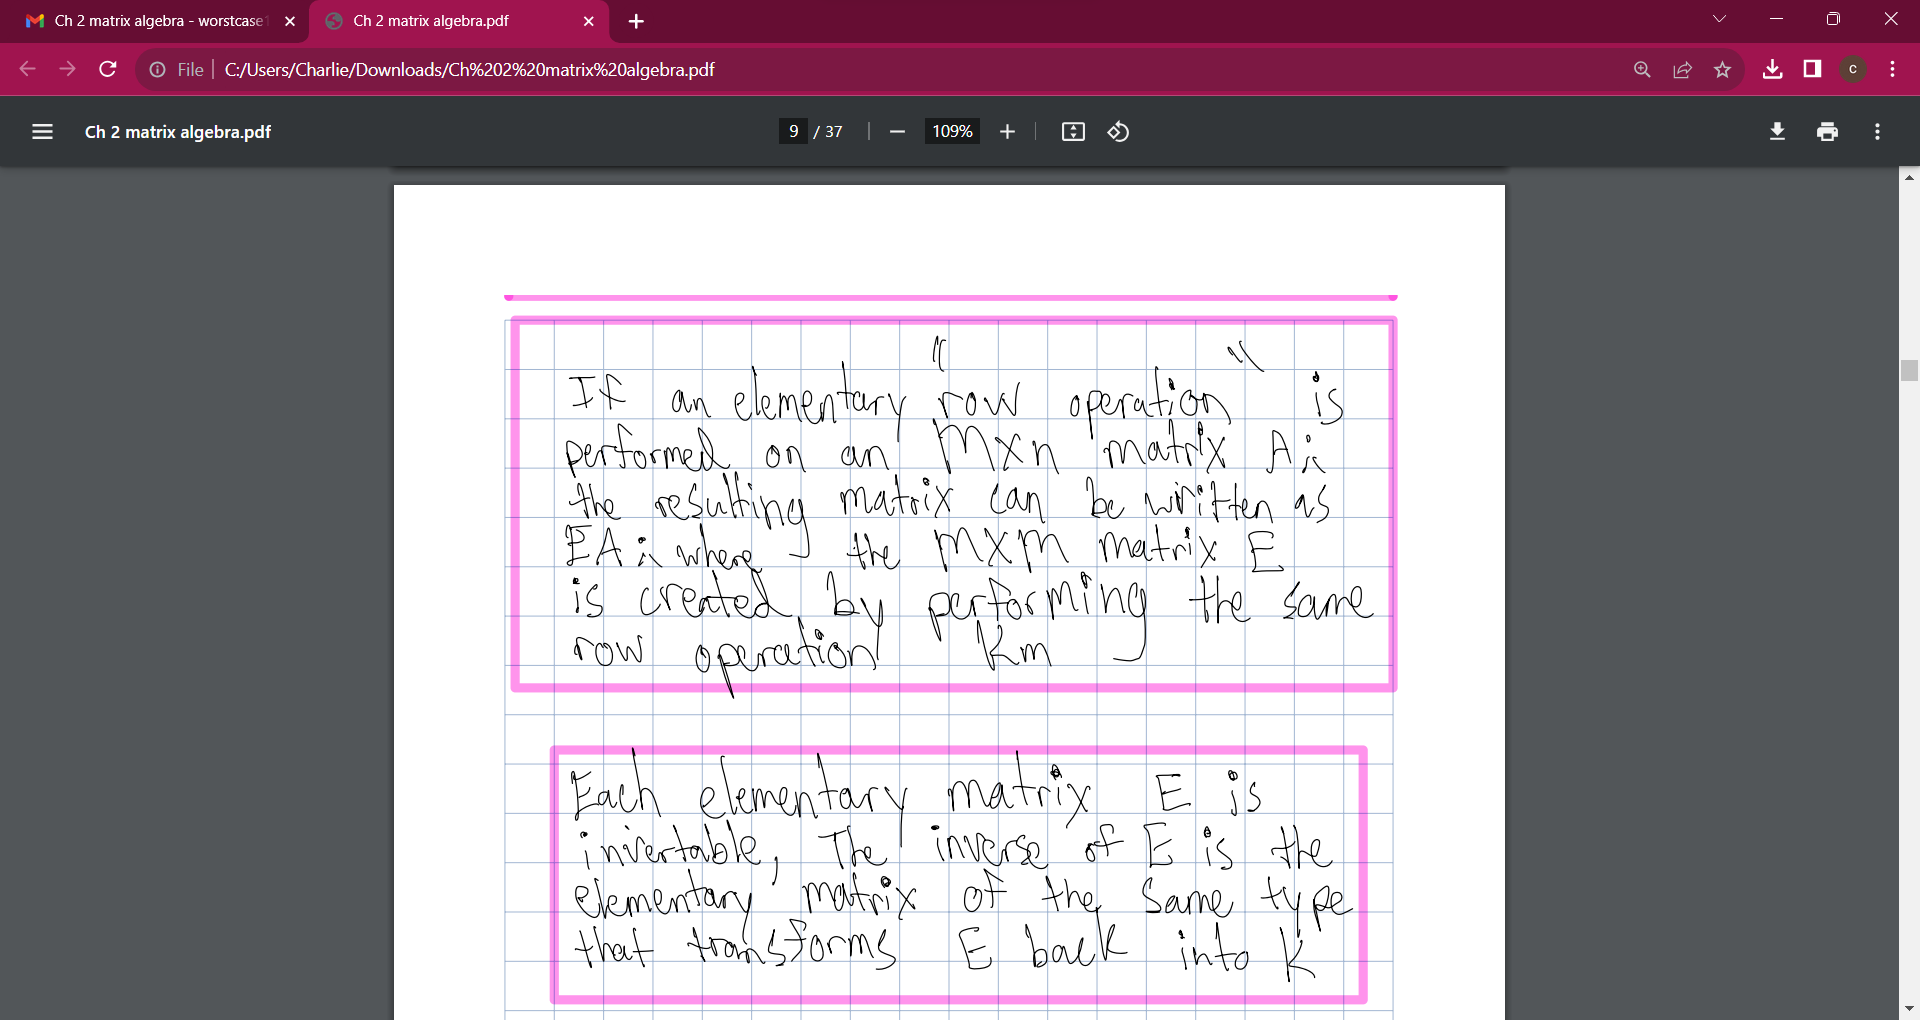 Ch 2 matrix algebra - worstcase1
Ch 2 matrix algebra.pdf
File C:/Users/Charlie/Downloads/Ch%202%20matrix%20algebra.pdf
c
Ch 2 matrix algebra.pdf
9 / 37
109%
If an elementary "row operation" is
performed on an mxn matrix A,
the resulting matrix can be written as
EA, where the mxm matrix E
is created by performing the same
row operation km
Each elementary matrix E is
invertable, The inverse of E is the
elementary matrix of the same type
that transforms E back into k